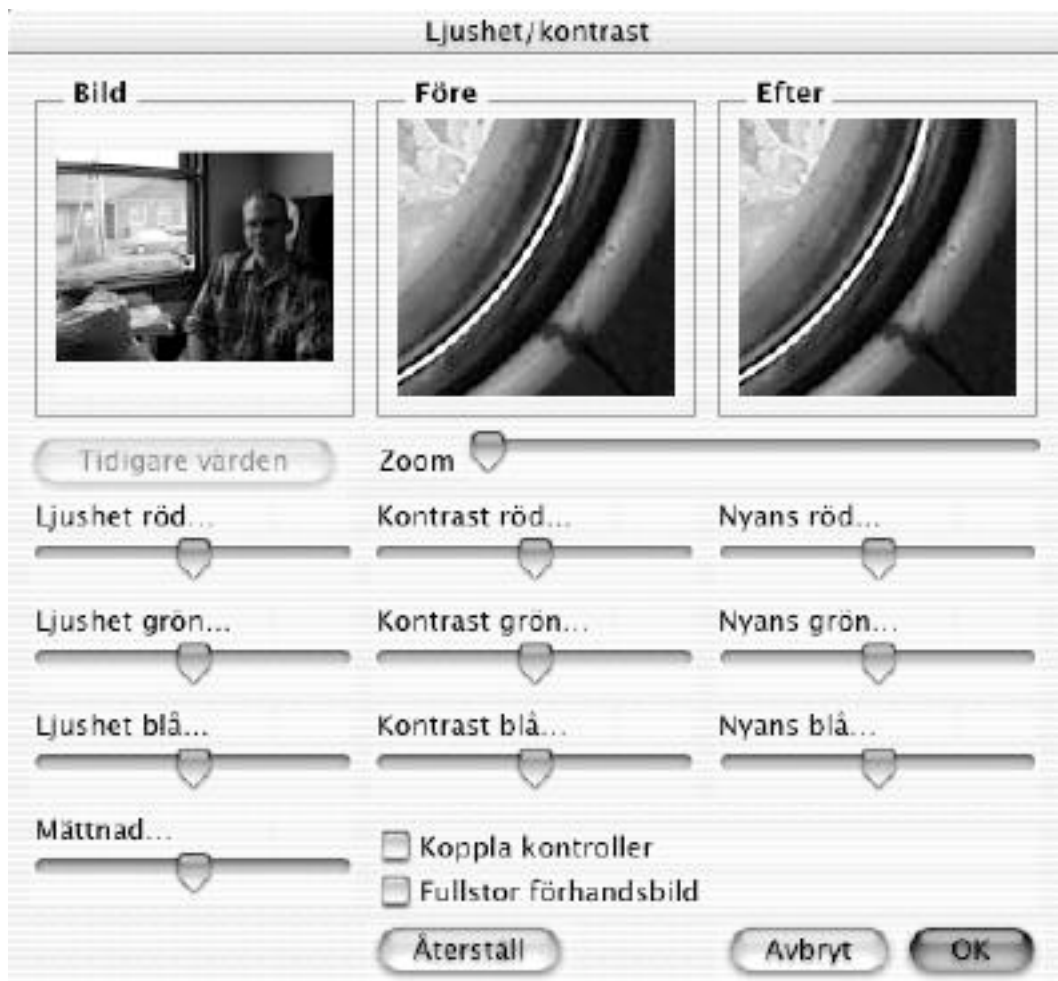 Ljushet/kontrast
Bild Före Efter
Tidigare värden Zoom
Ljushet röd... Kontrast röd... Nyans röd...
Ljushet grön... Kontrast grön... Nyans grön...
Ljushet blå... Kontrast blå... Nyans blå...
Mättnad...
Koppla kontroller
Fullstor förhandsbild
Återställ Avbryt OK